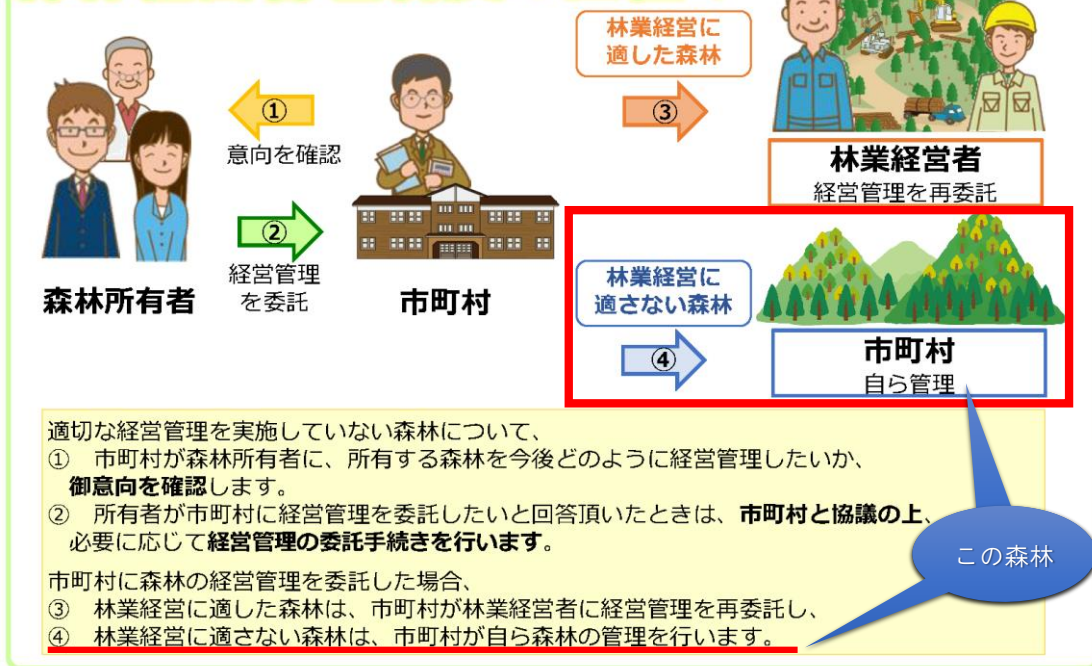 林業経営に
適した森林
①
③
意向を確認
林業経営者
経営管理を再委託
②
経営管理
を委託
森林所有者
市町村
林業経営に
適さない森林
④
市町村
自ら管理
適切な経営管理を実施していない森林について、
① 市町村が森林所有者に、所有する森林を今後どのように経営管理したいか、
御意向を確認します。
② 所有者が市町村に経営管理を委託したいと回答頂いたときは、市町村と協議の上、
必要に応じて経営管理の委託手続きを行います。
この森林
市町村に森林の経営管理を委託した場合、
③ 林業経営に適した森林は、市町村が林業経営者に経営管理を再委託し、
④ 林業経営に適さない森林は、市町村が自ら森林の管理を行います。